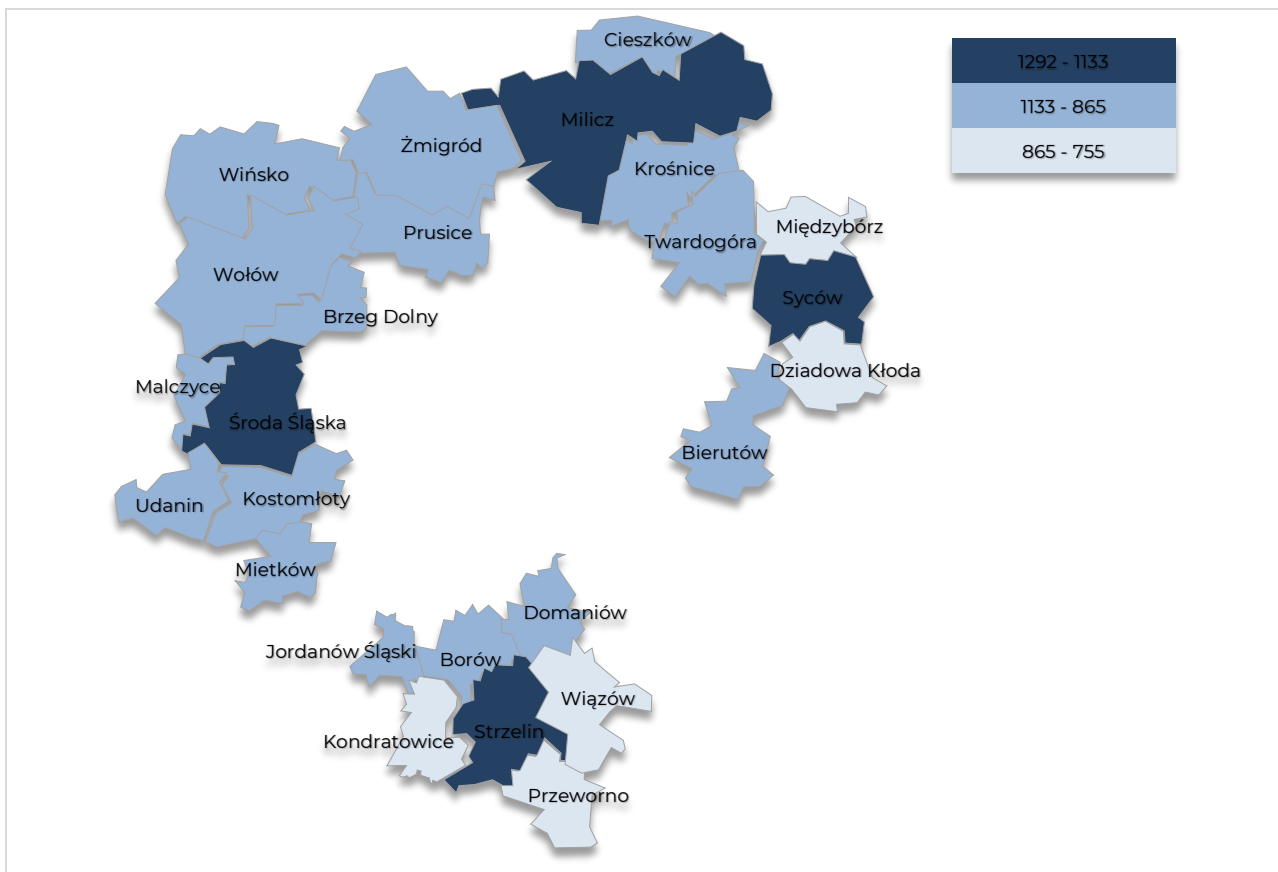 Cieszków
1292 - 1133
1133 - 865
865 - 755
Milicz
Żmigród
Krośnice
Wińsko
Międzybórz
Prusice
Twardogóra
Wołów
Syców
Brzeg Dolny
Dziadowa Kłoda
Malczyce
Środa Śląska
Bierutów
Kostomłoty
Udanin
Mietków
Domaniów
Jordanów Śląski
Borów
Wiązów
Strzelin
Kondratowice
Przeworno